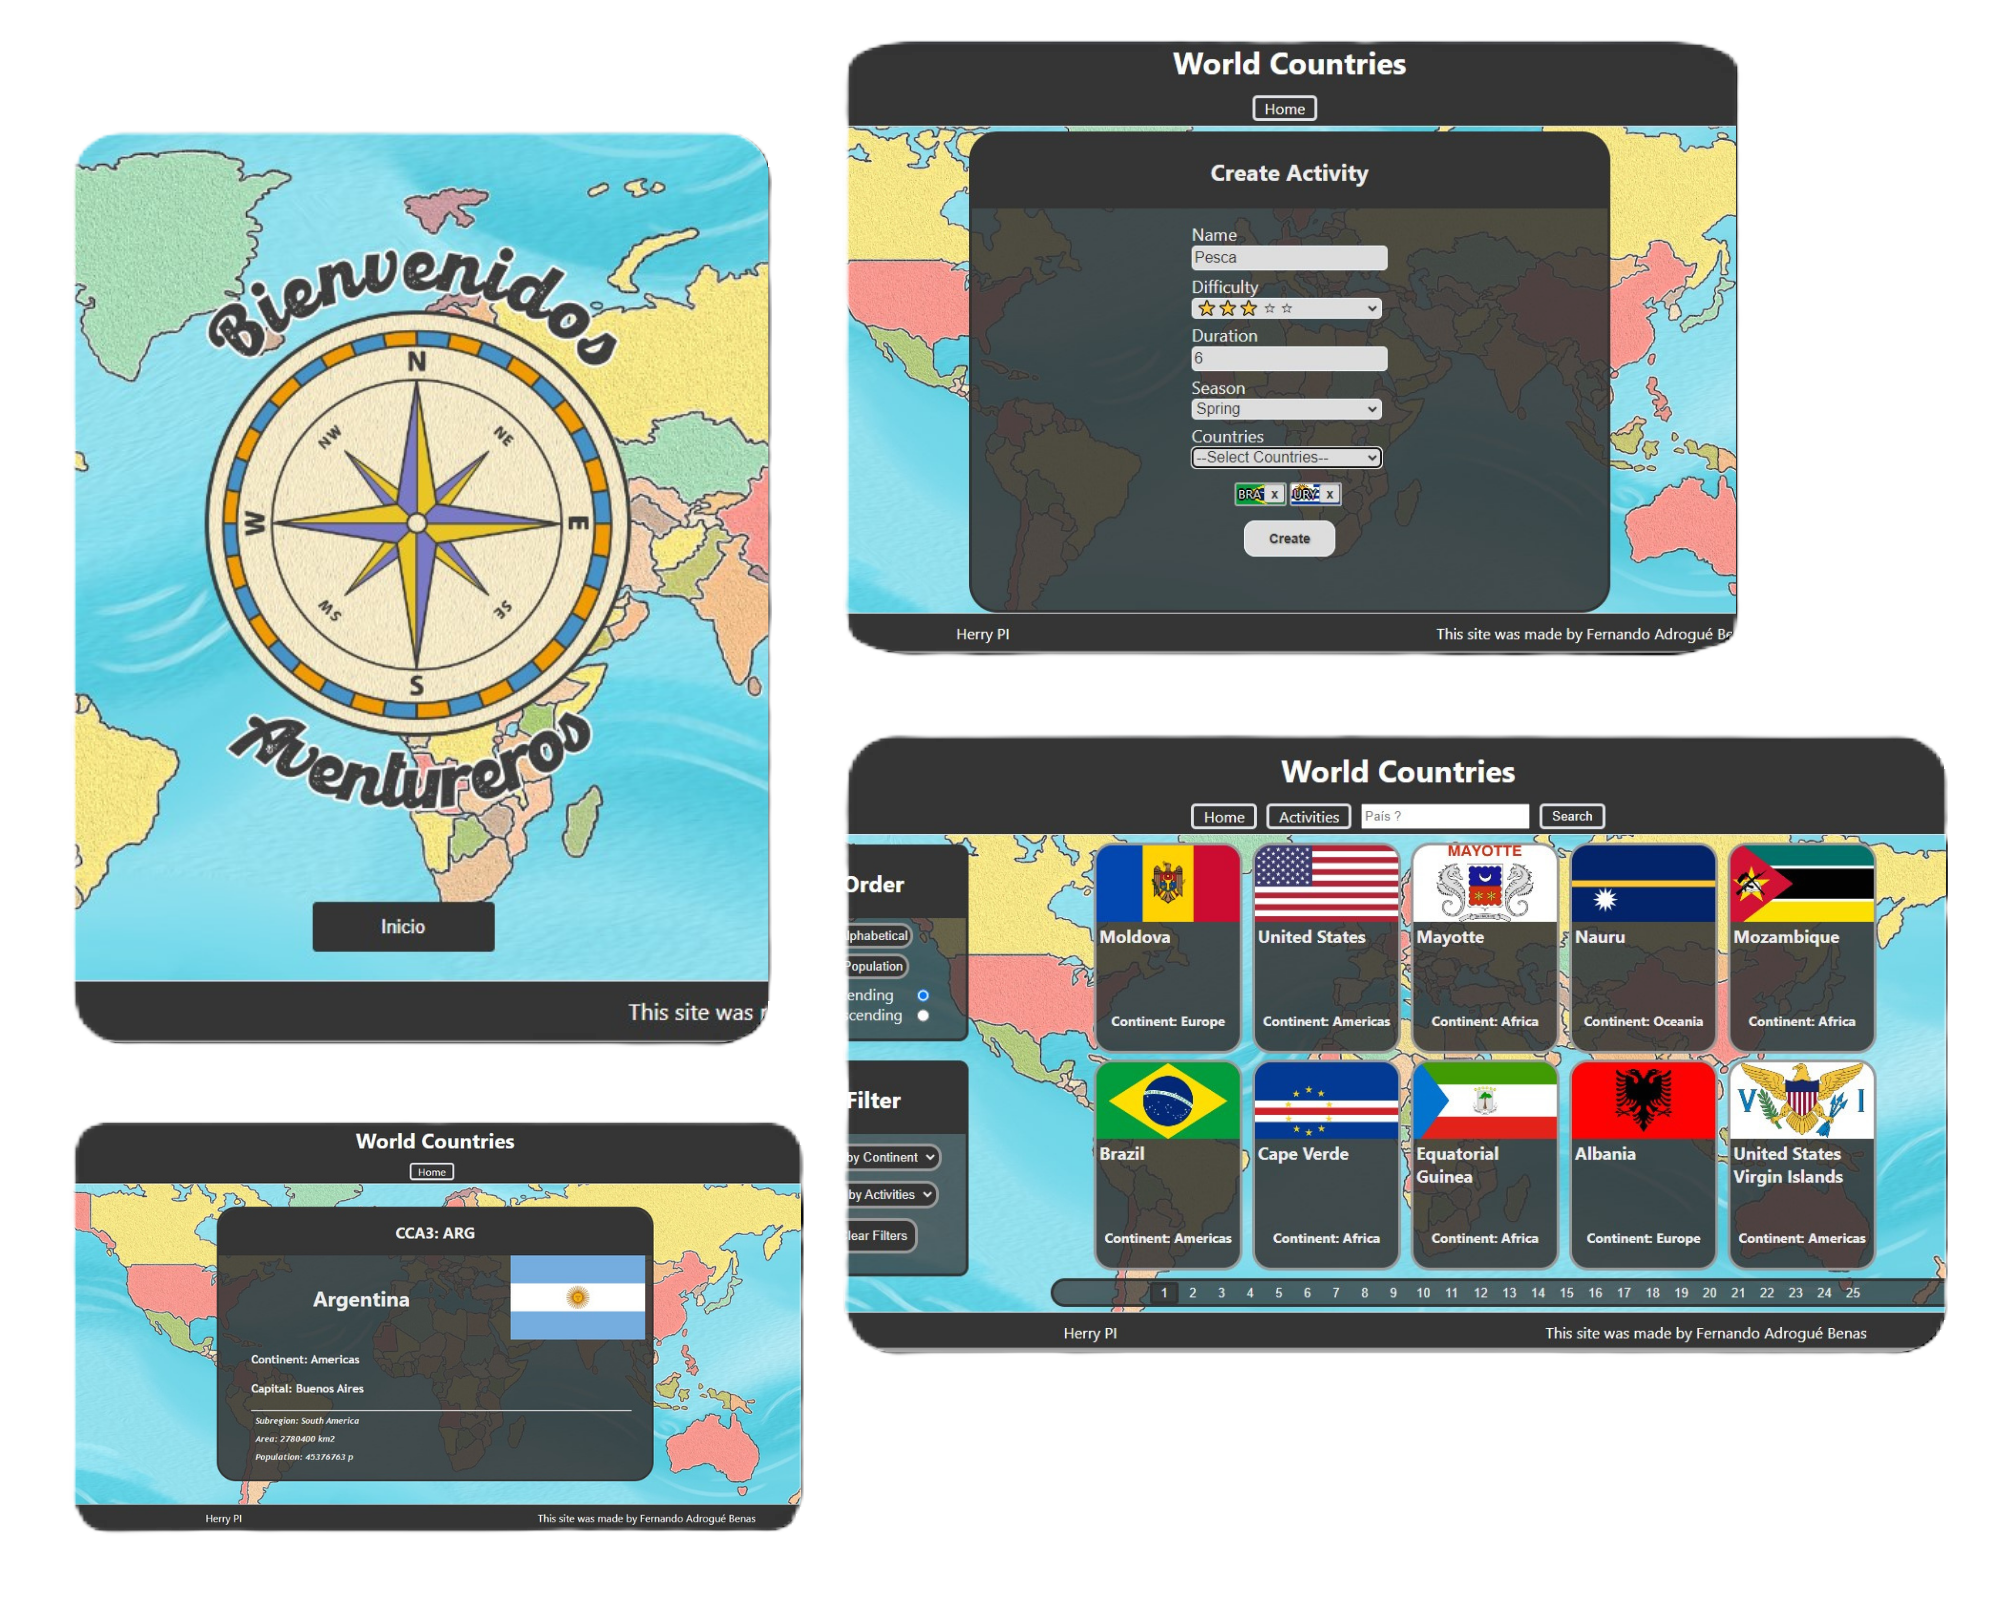 Bienvenidos
N
NW
NE
W
E
SW
SE
S
Aventureros
Inicio
This site was
World Countries
Home
Create Activity
Name
Pesca
Difficulty
Duration
6
Season
Spring
Countries
--Select Countries--
BRA x URY x
Create
Herry PI
This site was made by Fernando Adrogué
World Countries
Home Activities País ? Search
Order
lphabetical
Population
ending
cending
Filter
by Continent
by Activities
lear Filters
MAYOTTE
Moldova
Continent: Europe
United States
Continent: Americas
Mayotte
Continent: Africa
Nauru
Continent: Oceania
Mozambique
Continent: Africa
Brazil
Continent: Americas
Cape Verde
Continent: Africa
Equatorial
Guinea
Continent: Africa
Albania
Continent: Europe
V I
United States
Virgin Islands
Continent: Americas
1 2 3 4 5 6 7 8 9 10 11 12 13 14 15 16 17 18 19 20 21 22 23 24 25
Herry PI
This site was made by Fernando Adrogué Benas
World Countries
Home
CCA3: ARG
Argentina
Continent: Americas
Capital: Buenos Aires
Subregion: South America
Area: 2780400 km2
Population: 45376763 p
Herry PI
This site was made by Fernando Adrogué Benas